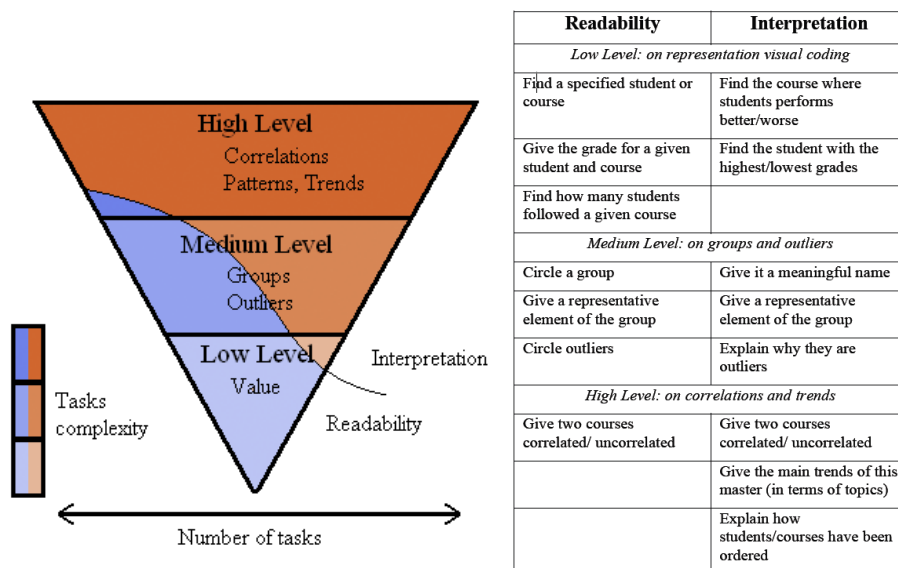 High Level
Correlations
Patterns, Trends
Medium Level
Groups
Outliers
Low Level
Value
Interpretation
Readability
Tasks
complexity
Number of tasks
Readability Interpretation
Low Level: on representation visual coding
Find a specified student or
course
Find the course where
students performs
better/worse
Give the grade for a given
student and course
Find the student with the
highest/lowest grades
Find how many students
followed a given course
Medium Level: on groups and outliers
Circle a group
Give it a meaningful name
Give a representative
element of the group
Give a representative
element of the group
Circle outliers
Explain why they are
outliers
High Level: on correlations and trends
Give two courses
correlated/ uncorrelated
Give two courses
correlated/ uncorrelated
Give the main trends of this
master (in terms of topics)
Explain how
students/courses have been
ordered